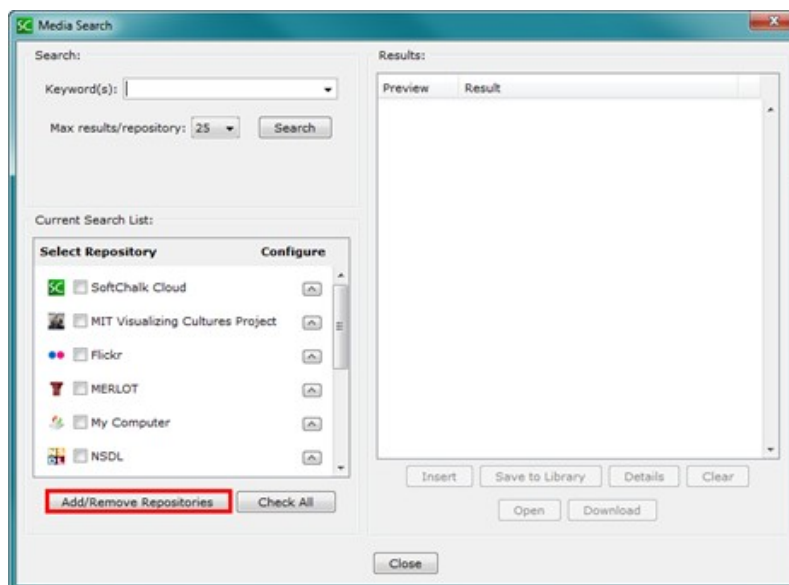 SC Media Search
Search:
Keyword(s):
Max results/repository: 25 Search
Current Search List:
Select Repository Configure
SC SoftChalk Cloud
MIT Visualizing Cultures Project
Flickr
MERLOT
My Computer
NSDL
Add/Remove Repositories Check All
Results:
Preview Result
Insert Save to Library Details Clear
Open Download
Close